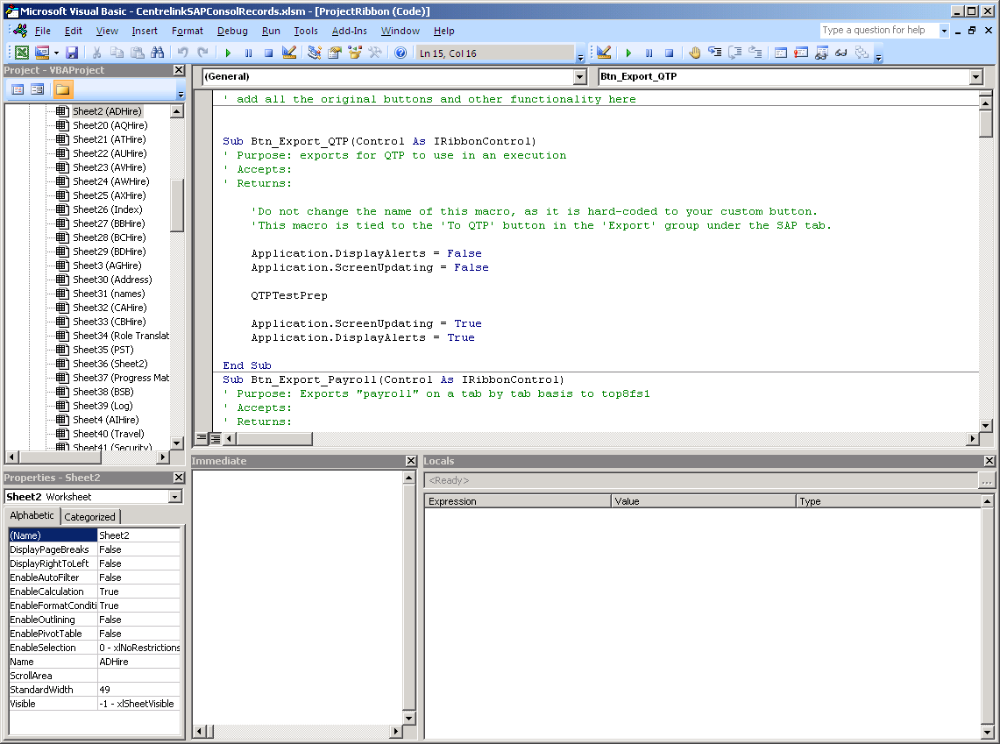 Microsoft Visual Basic - CentrelinkSAPConsolRecords.xlsm - [ProjectRibbon (Code)]
File Edit View Insert Format Debug Run Tools Add-Ins Window Help
Type a question for help
Ln 15, Col 16
Project - VBAProject
Sheet2 (ADHire)
Sheet20 (AQHire)
Sheet21 (ATHire)
Sheet22 (AUHire)
Sheet23 (AVHire)
Sheet24 (AWHire)
Sheet25 (AXHire)
Sheet26 (Index)
Sheet27 (BBHire)
Sheet28 (BCHire)
Sheet29 (BDHire)
Sheet3 (AGHire)
Sheet30 (Address)
Sheet31 (names)
Sheet32 (CAHire)
Sheet33 (CBHire)
Sheet34 (Role Translat
Sheet35 (PST)
Sheet36 (Sheet2)
Sheet37 (Progress Mat
Sheet38 (BSB)
Sheet39 (Log)
Sheet4 (AIHire)
Sheet40 (Travel)
Sheet41 (Security)
(General)
Btn_Export_QTP
' add all the original buttons and other functionality here
Sub Btn_Export_QTP(Control As IRibbonControl)
' Purpose: exports for QTP to use in an execution
' Accepts:
' Returns:
'Do not change the name of this macro, as it is hard-coded to your custom button.
'This macro is tied to the 'To QTP' button in the 'Export' group under the SAP tab.
Application.DisplayAlerts = False
Application.ScreenUpdating = False
QTPTestPrep
Application.ScreenUpdating = True
Application.DisplayAlerts = True
End Sub
Sub Btn_Export_Payroll(Control As IRibbonControl)
' Purpose: Exports "payroll" on a tab by tab basis to top8fs1
' Accepts:
' Returns:
Properties - Sheet2
Sheet2 Worksheet
Alphabetic Categorized
(Name) Sheet2
DisplayPageBreaks False
DisplayRightToLeft False
EnableAutoFilter False
EnableCalculation True
EnableFormatConditi True
EnableOutlining False
EnablePivotTable False
EnableSelection 0 - xlNoRestrictions
Name ADHire
ScrollArea
StandardWidth 49
Visible -1 - xlSheetVisible
Immediate
Locals
<Ready>
...
Expression Value Type